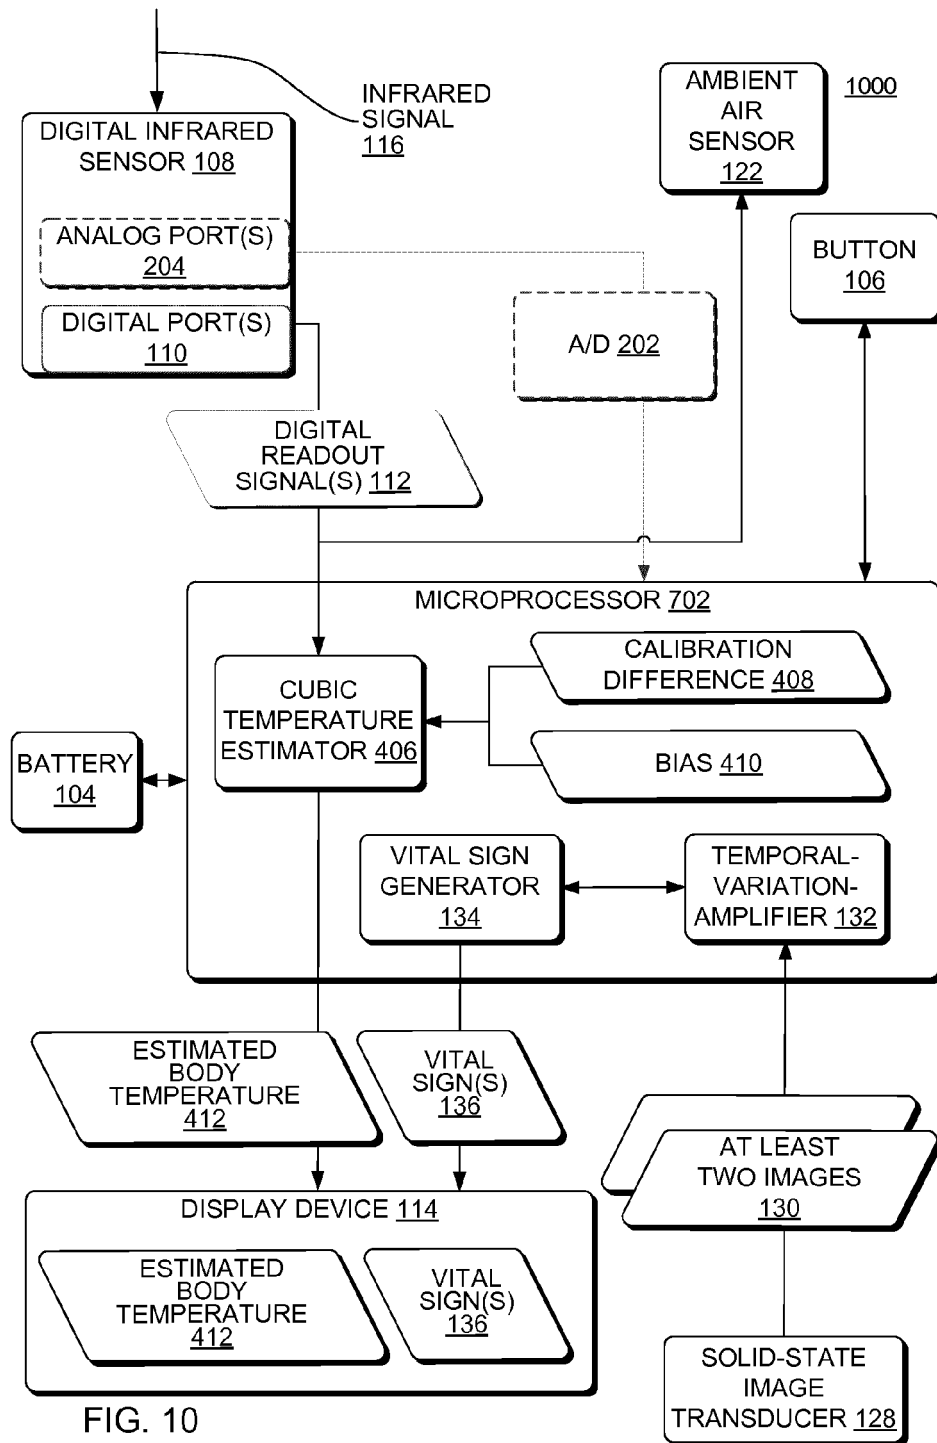 INFRARED
SIGNAL
116
AMBIENT
AIR
SENSOR
122
1000
DIGITAL INFRARED
SENSOR 108
ANALOG PORT(S)
204
DIGITAL PORT(S)
110
BUTTON
106
A/D 202
DIGITAL
READOUT
SIGNAL(S) 112
MICROPROCESSOR 702
CALIBRATION
DIFFERENCE 408
CUBIC
TEMPERATURE
ESTIMATOR 406
BIAS 410
BATTERY
104
VITAL SIGN
GENERATOR
134
TEMPORAL-
VARIATION-
AMPLIFIER 132
ESTIMATED
BODY
TEMPERATURE
412
VITAL
SIGN(S)
136
AT LEAST
TWO IMAGES
130
DISPLAY DEVICE 114
ESTIMATED
BODY
TEMPERATURE
412
VITAL
SIGN(S)
136
SOLID-STATE
IMAGE
TRANSDUCER 128
FIG. 10